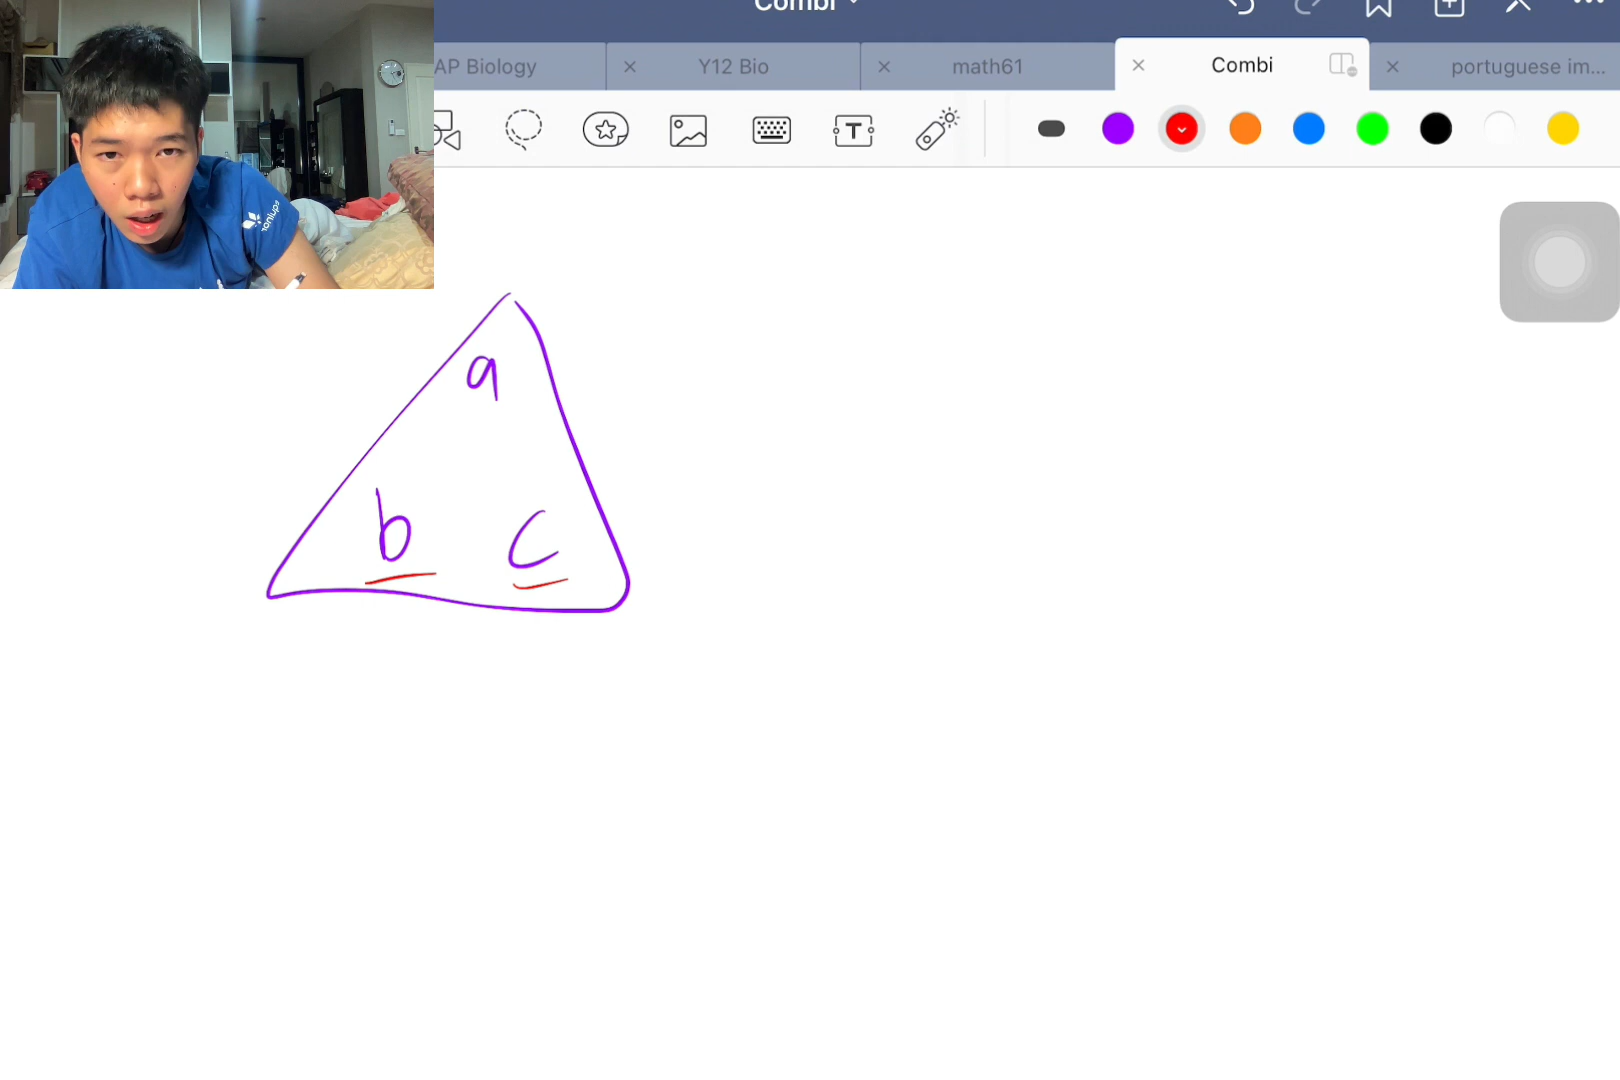 Combi
AP Biology
Y12 Bio
math61
Combi
portuguese im...
T
a
b
c